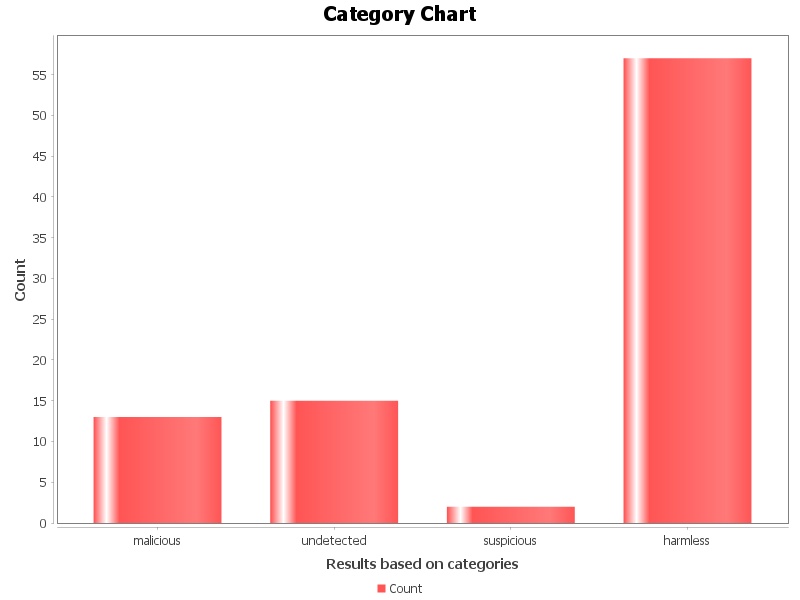 Category Chart
55
50
45
40
35
30
25
20
15
10
5
0
Count
malicious undetected suspicious harmless
Results based on categories
Count